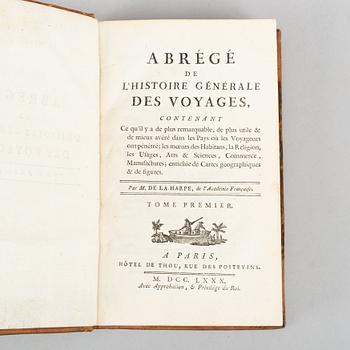 ABRÉGÉ
DE
L'HISTOIRE GÉNÉRALE
DES VOYAGES,
CONTENANT
Ce qu'il y a de plus remarquable, de plus utile &
de mieux avéré dans les Pays où les Voyageurs
ont pénétré; les mœurs des Habitans, la Religion,
les Usages, Arts & Sciences, Commerce,
Manufactures; enrichie de Cartes géographiques
& de figures.
Par M. DE LA HARPE, de l'Académie Françoise.
TOME PREMIER.
A PARIS,
HÔTEL DE THOU, RUE DES POITEVINS.
M. DCC. LXXX.
Avec Approbation, & Privilége du Roi.